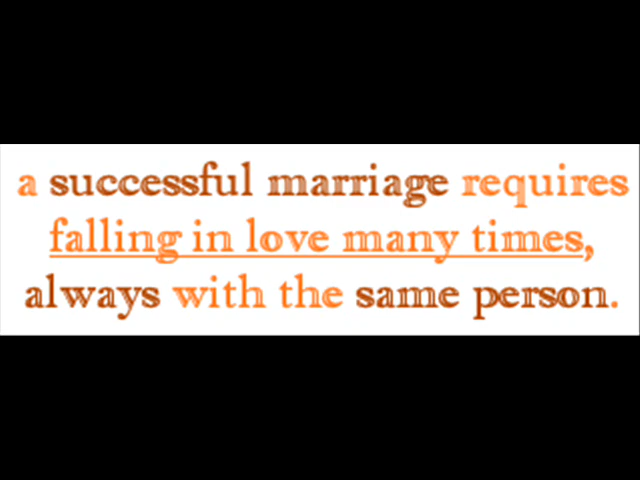 a successful marriage requires
falling in love many times,
always with the same person.